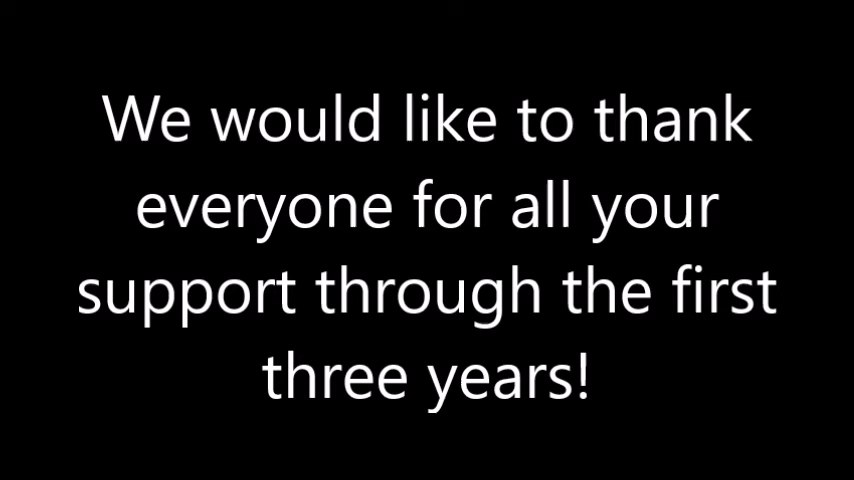 We would like to thank
everyone for all your
support through the first
three years!